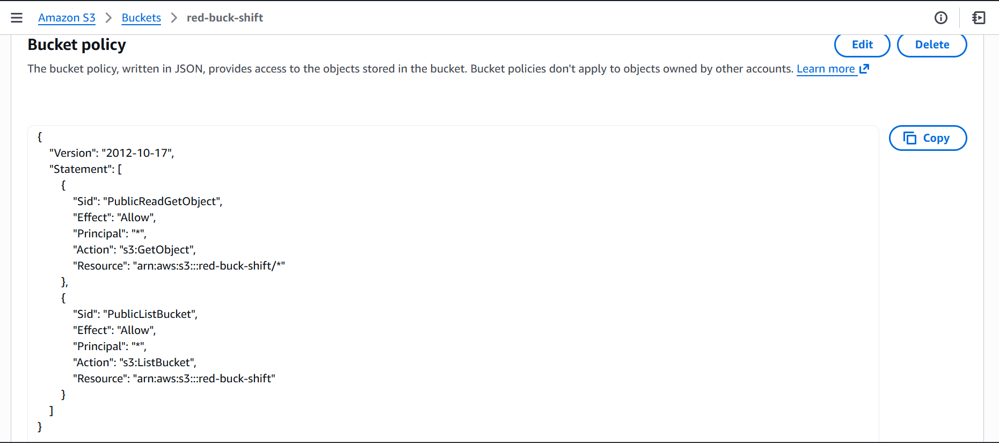 Amazon S3 > Buckets > red-buck-shift
Bucket policy
Edit
Delete
The bucket policy, written in JSON, provides access to the objects stored in the bucket. Bucket policies don't apply to objects owned by other accounts. Learn more
Copy
{
    "Version": "2012-10-17",
    "Statement": [
        {
            "Sid": "PublicReadGetObject",
            "Effect": "Allow",
            "Principal": "*",
            "Action": "s3:GetObject",
            "Resource": "arn:aws:s3:::red-buck-shift/*"
        },
        {
            "Sid": "PublicListBucket",
            "Effect": "Allow",
            "Principal": "*",
            "Action": "s3:ListBucket",
            "Resource": "arn:aws:s3:::red-buck-shift"
        }
    ]
}